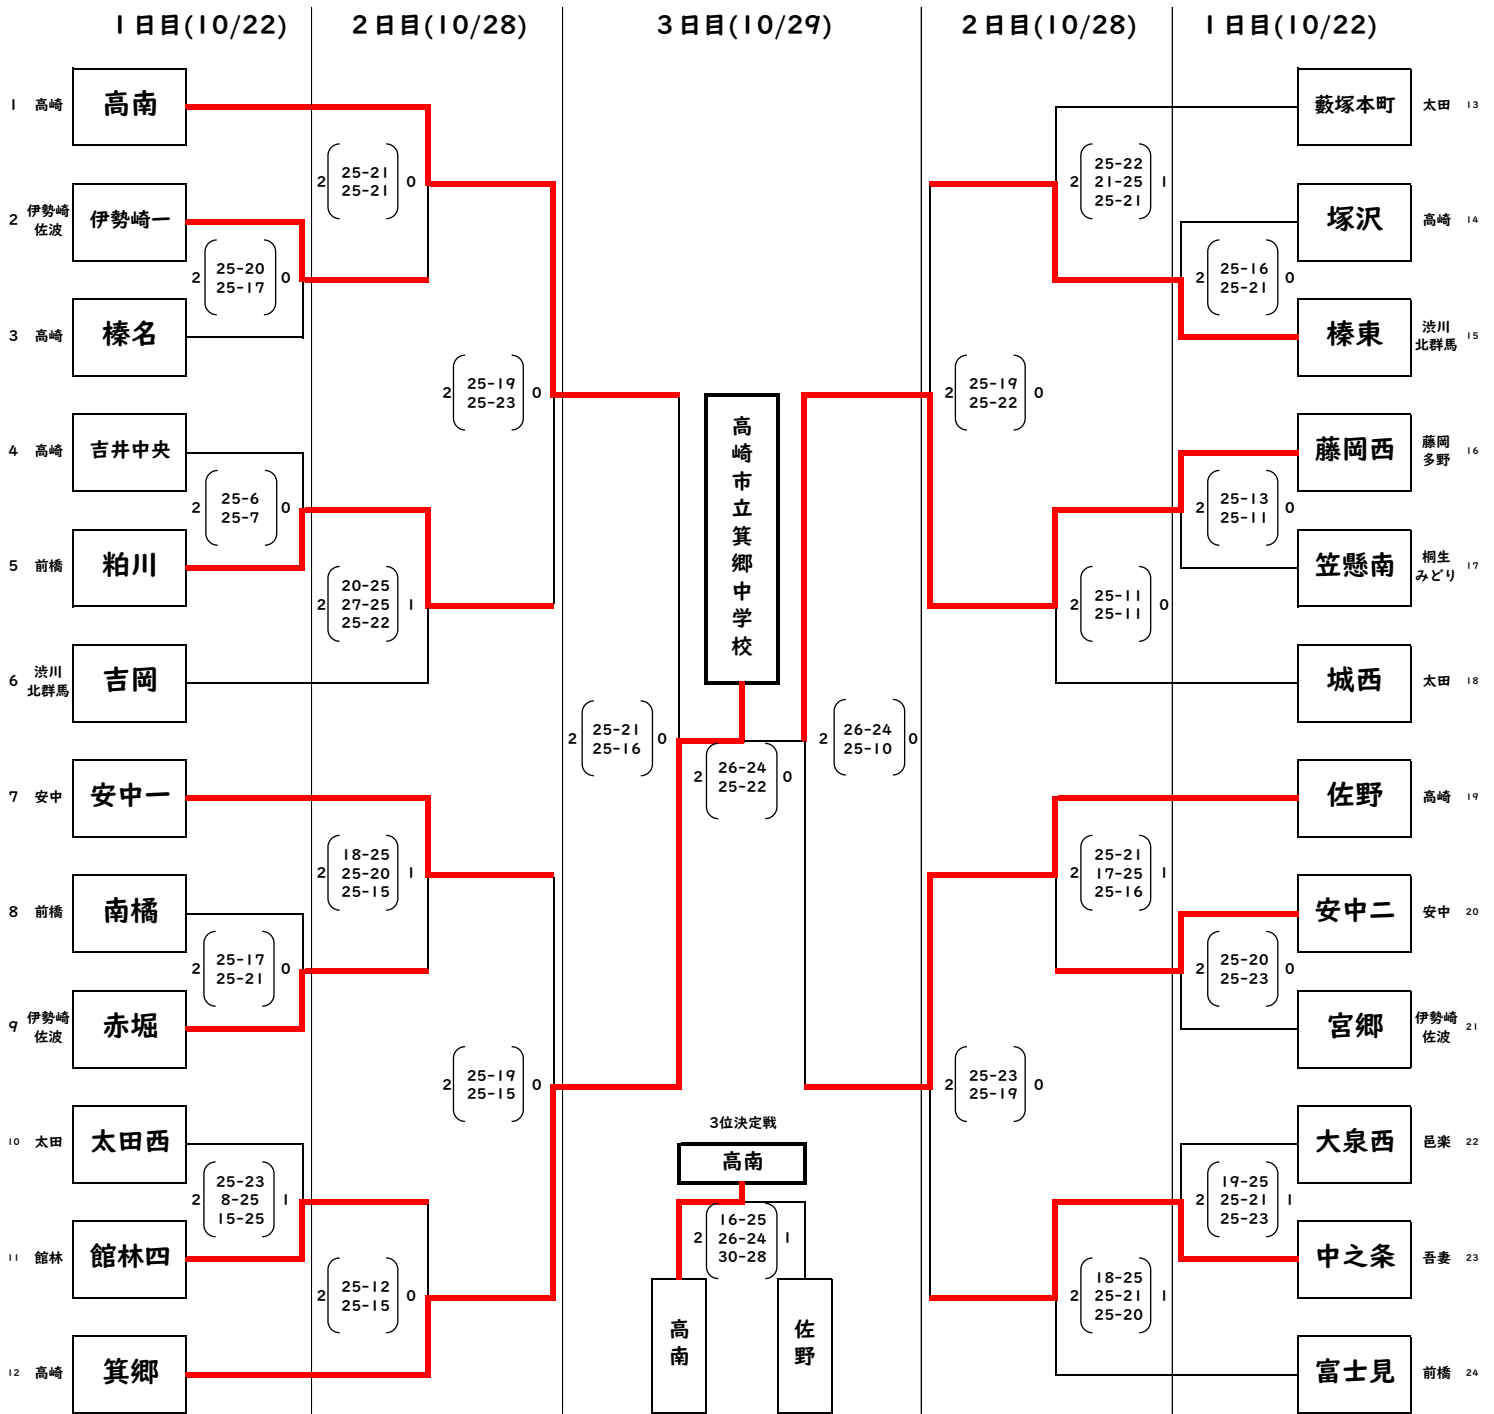 1日目(10/22)
2日目(10/28)
3日目(10/29)
2日目(10/28)
1日目(10/22)
1 高崎 高南
2 伊勢崎
佐波
伊勢崎一
3 高崎 榛名
4 高崎 吉井中央
5 前橋 粕川
6 渋川
北群馬
吉岡
7 安中 安中一
8 前橋 南橘
9 伊勢崎
佐波
赤堀
10 太田 太田西
11 館林 館林四
12 高崎 箕郷
2 25-20 0
25-17
2 25-6 0
25-7
2 25-17 0
25-21
25-23
2 8-25 1
15-25
2 25-21 0
25-21
20-25
2 27-25 1
25-22
18-25
2 25-20 1
25-15
2 25-12 0
25-15
2 25-19 0
25-23
2 25-19 0
25-15
2 25-21 0
25-16
高崎市立箕郷中学校
2 26-24 0
25-22
2 26-24 0
25-10
3位決定戦
高南
16-25
2 26-24 1
30-28
高南
佐野
2 25-19 0
25-22
2 25-23 0
25-19
25-22
2 21-25 1
25-21
2 25-11 0
25-11
25-21
2 17-25 1
25-16
18-25
2 25-21 1
25-20
2 25-16 0
25-21
2 25-13 0
25-11
2 25-20 0
25-23
19-25
2 25-21 1
25-23
藪塚本町 太田 13
塚沢 高崎 14
榛東 渋川
北群馬
15
藤岡西 藤岡
多野
16
笠懸南 桐生
みどり
17
城西 太田 18
佐野 高崎 19
安中二 安中 20
宮郷 伊勢崎
佐波
21
大泉西 邑楽 22
中之条 吾妻 23
富士見 前橋 24